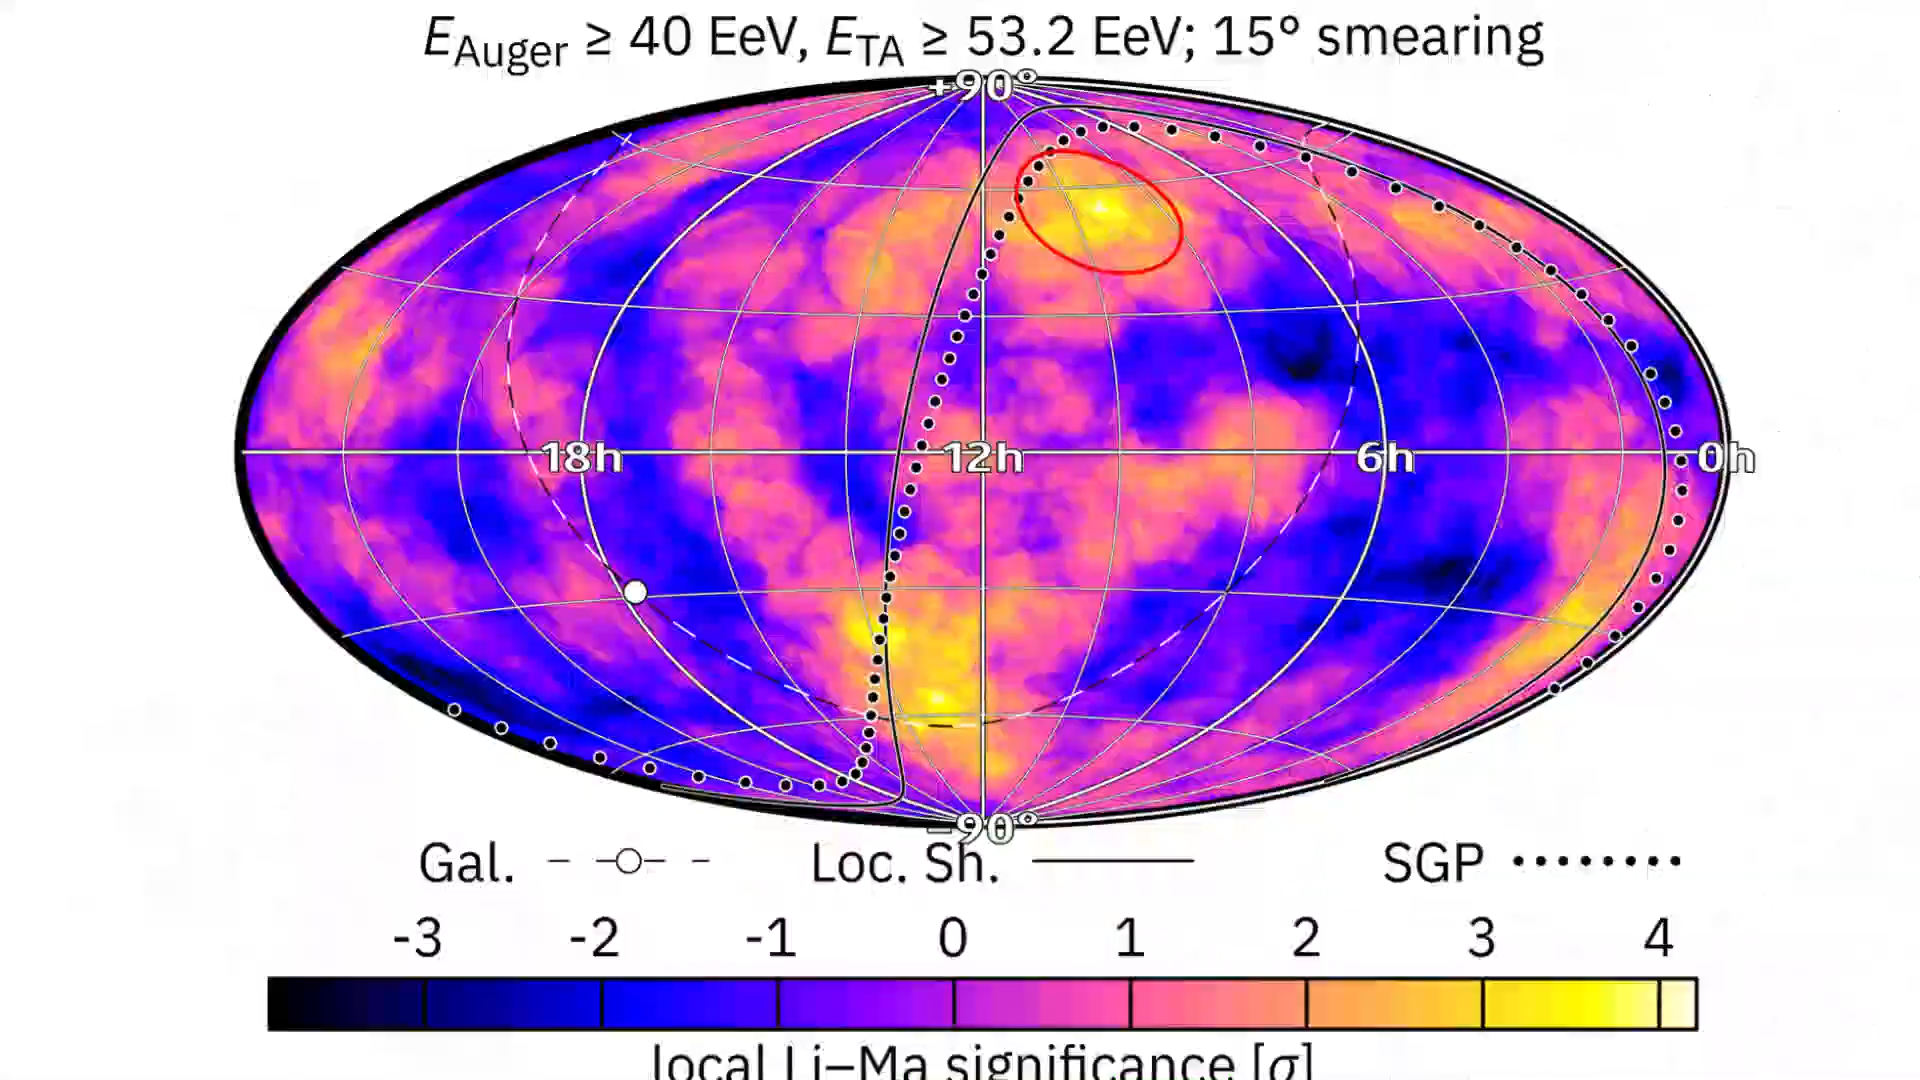 E_Auger ≥ 40 EeV, E_TA ≥ 53.2 EeV; 15° smearing
+90°
18h 12h 6h 0h
−90°
Gal. Loc. Sh. SGP
-3 -2 -1 0 1 2 3 4
local Li–Ma significance [σ]